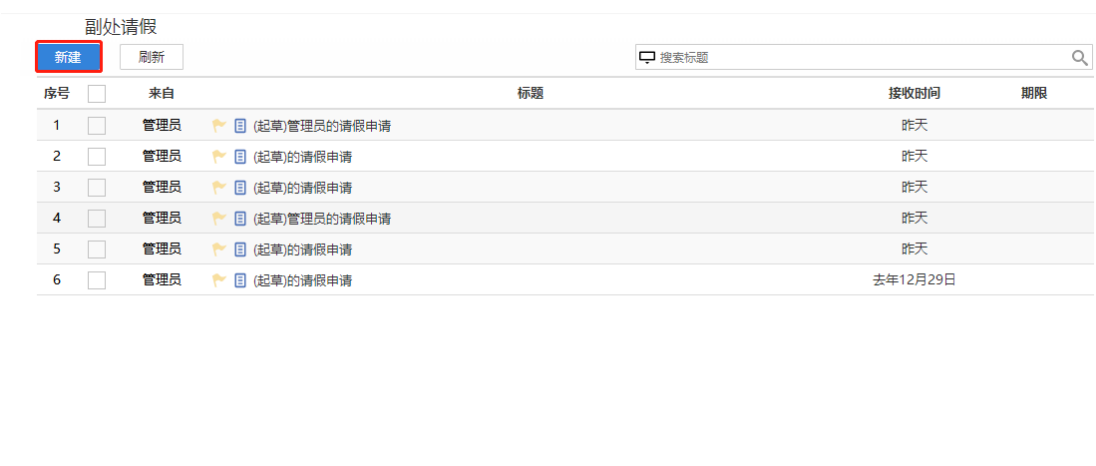 副处请假
新建 刷新 搜索标题
序号 来自 标题 接收时间 期限
1 管理员 (起草)管理员的请假申请 昨天
2 管理员 (起草)的请假申请 昨天
3 管理员 (起草)的请假申请 昨天
4 管理员 (起草)管理员的请假申请 昨天
5 管理员 (起草)的请假申请 昨天
6 管理员 (起草)的请假申请 去年12月29日